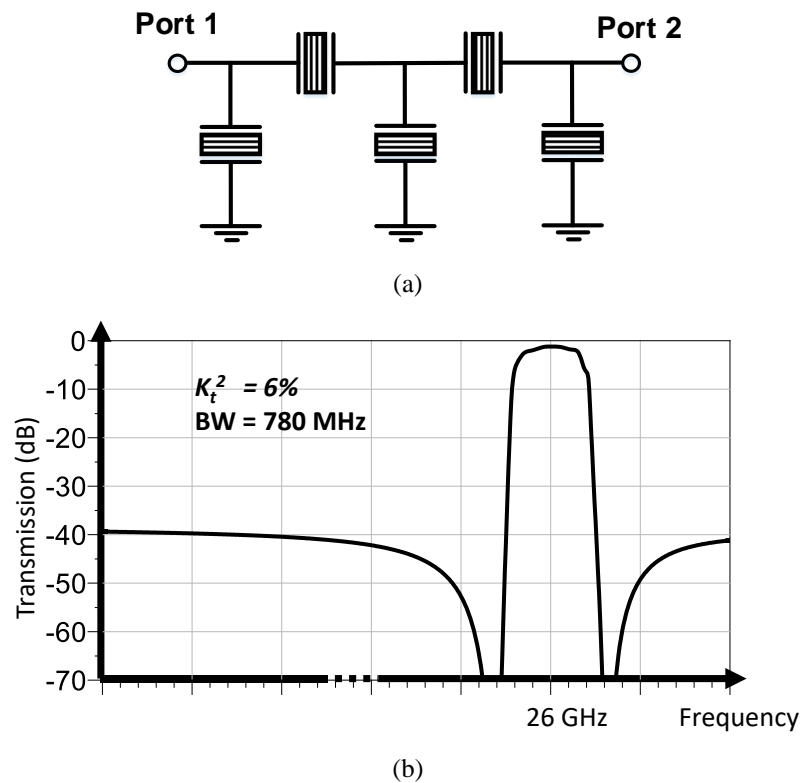 Port 1
Port 2
(a)
Transmission (dB)
0
-10
-20
-30
-40
-50
-60
-70
Kt² = 6%
BW = 780 MHz
26 GHz
Frequency
(b)